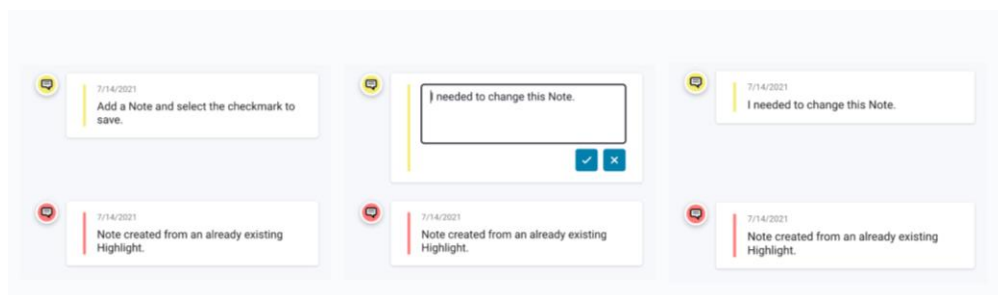 7/14/2021
Add a Note and select the checkmark to
save.
7/14/2021
Note created from an already existing
Highlight.
I needed to change this Note.
7/14/2021
Note created from an already existing
Highlight.
7/14/2021
I needed to change this Note.
7/14/2021
Note created from an already existing
Highlight.